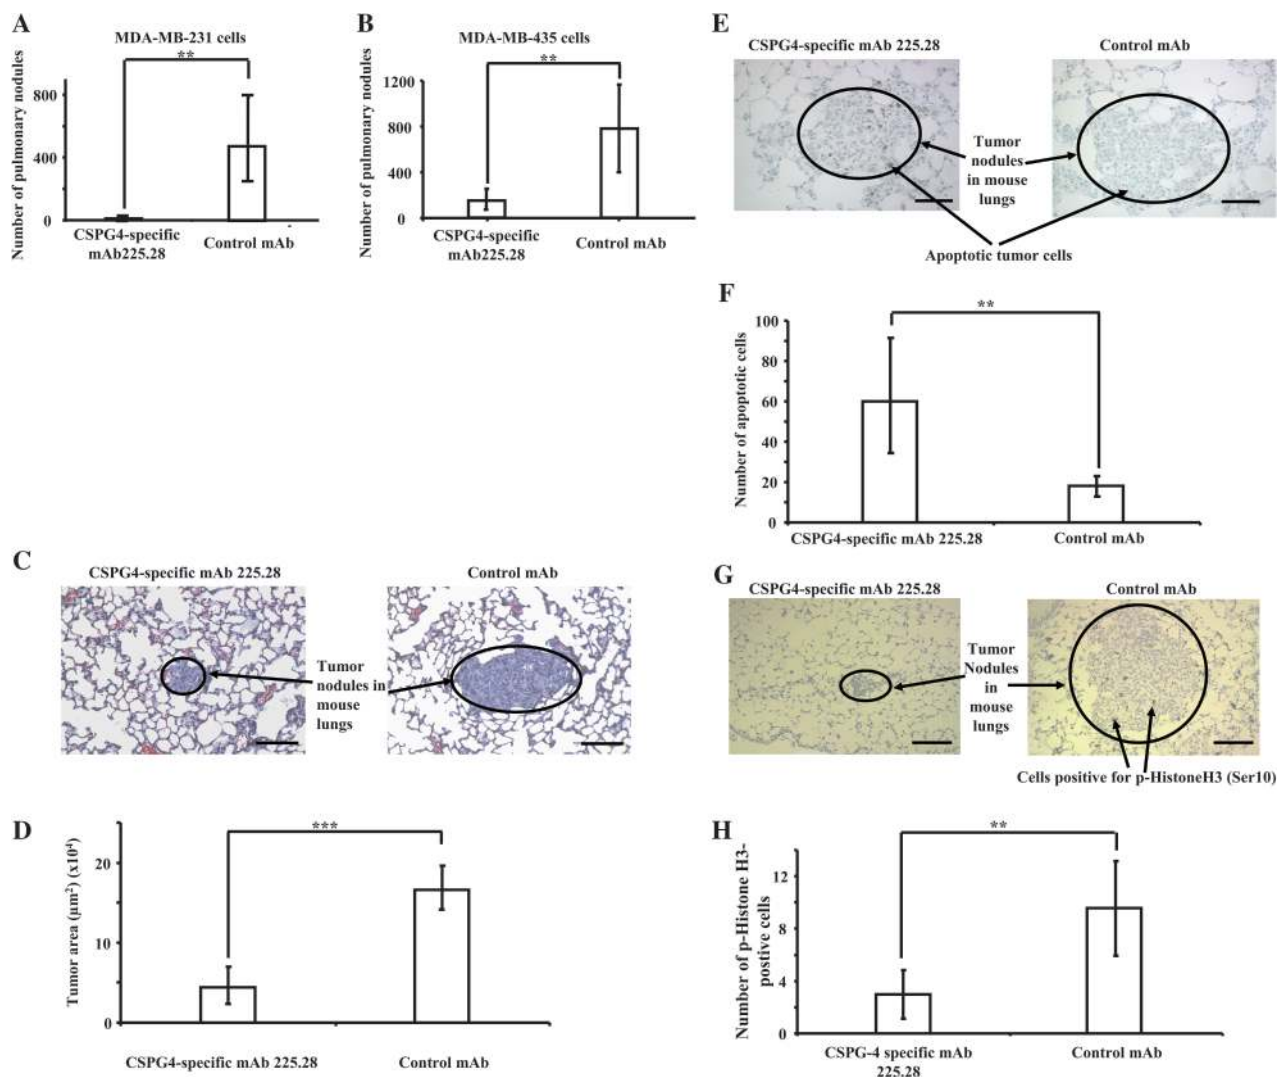 A
MDA-MB-231 cells
**
Number of pulmonary nodules
800
400
0
CSPG4-specific
mAb225.28
Control mAb
B
MDA-MB-435 cells
**
Number of pulmonary nodules
1200
800
400
0
CSPG4-specific
mAb225.28
Control mAb
C
CSPG4-specific mAb 225.28
Control mAb
Tumor
nodules in
mouse
lungs
D
***
Tumor area (µm²) (x10⁴)
20
10
0
CSPG4-specific mAb 225.28
Control mAb
E
CSPG4-specific mAb 225.28
Control mAb
Tumor
nodules
in mouse
lungs
Apoptotic tumor cells
F
**
Number of apoptotic cells
100
80
60
40
20
0
CSPG4-specific mAb 225.28
Control mAb
G
CSPG4-specific mAb 225.28
Control mAb
Tumor
Nodules
in
mouse
lungs
Cells positive for p-HistoneH3 (Ser10)
H
**
Number of p-Histone H3-
postive cells
12
8
4
0
CSPG-4 specific mAb
225.28
Control mAb